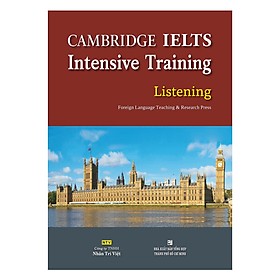 CAMBRIDGE IELTS
Intensive Training
Listening
Foreign Language Teaching & Research Press
NTV
Công ty TNHH
Nhân Trí Việt
NHÀ XUẤT BẢN TỔNG HỢP
THÀNH PHỐ HỒ CHÍ MINH